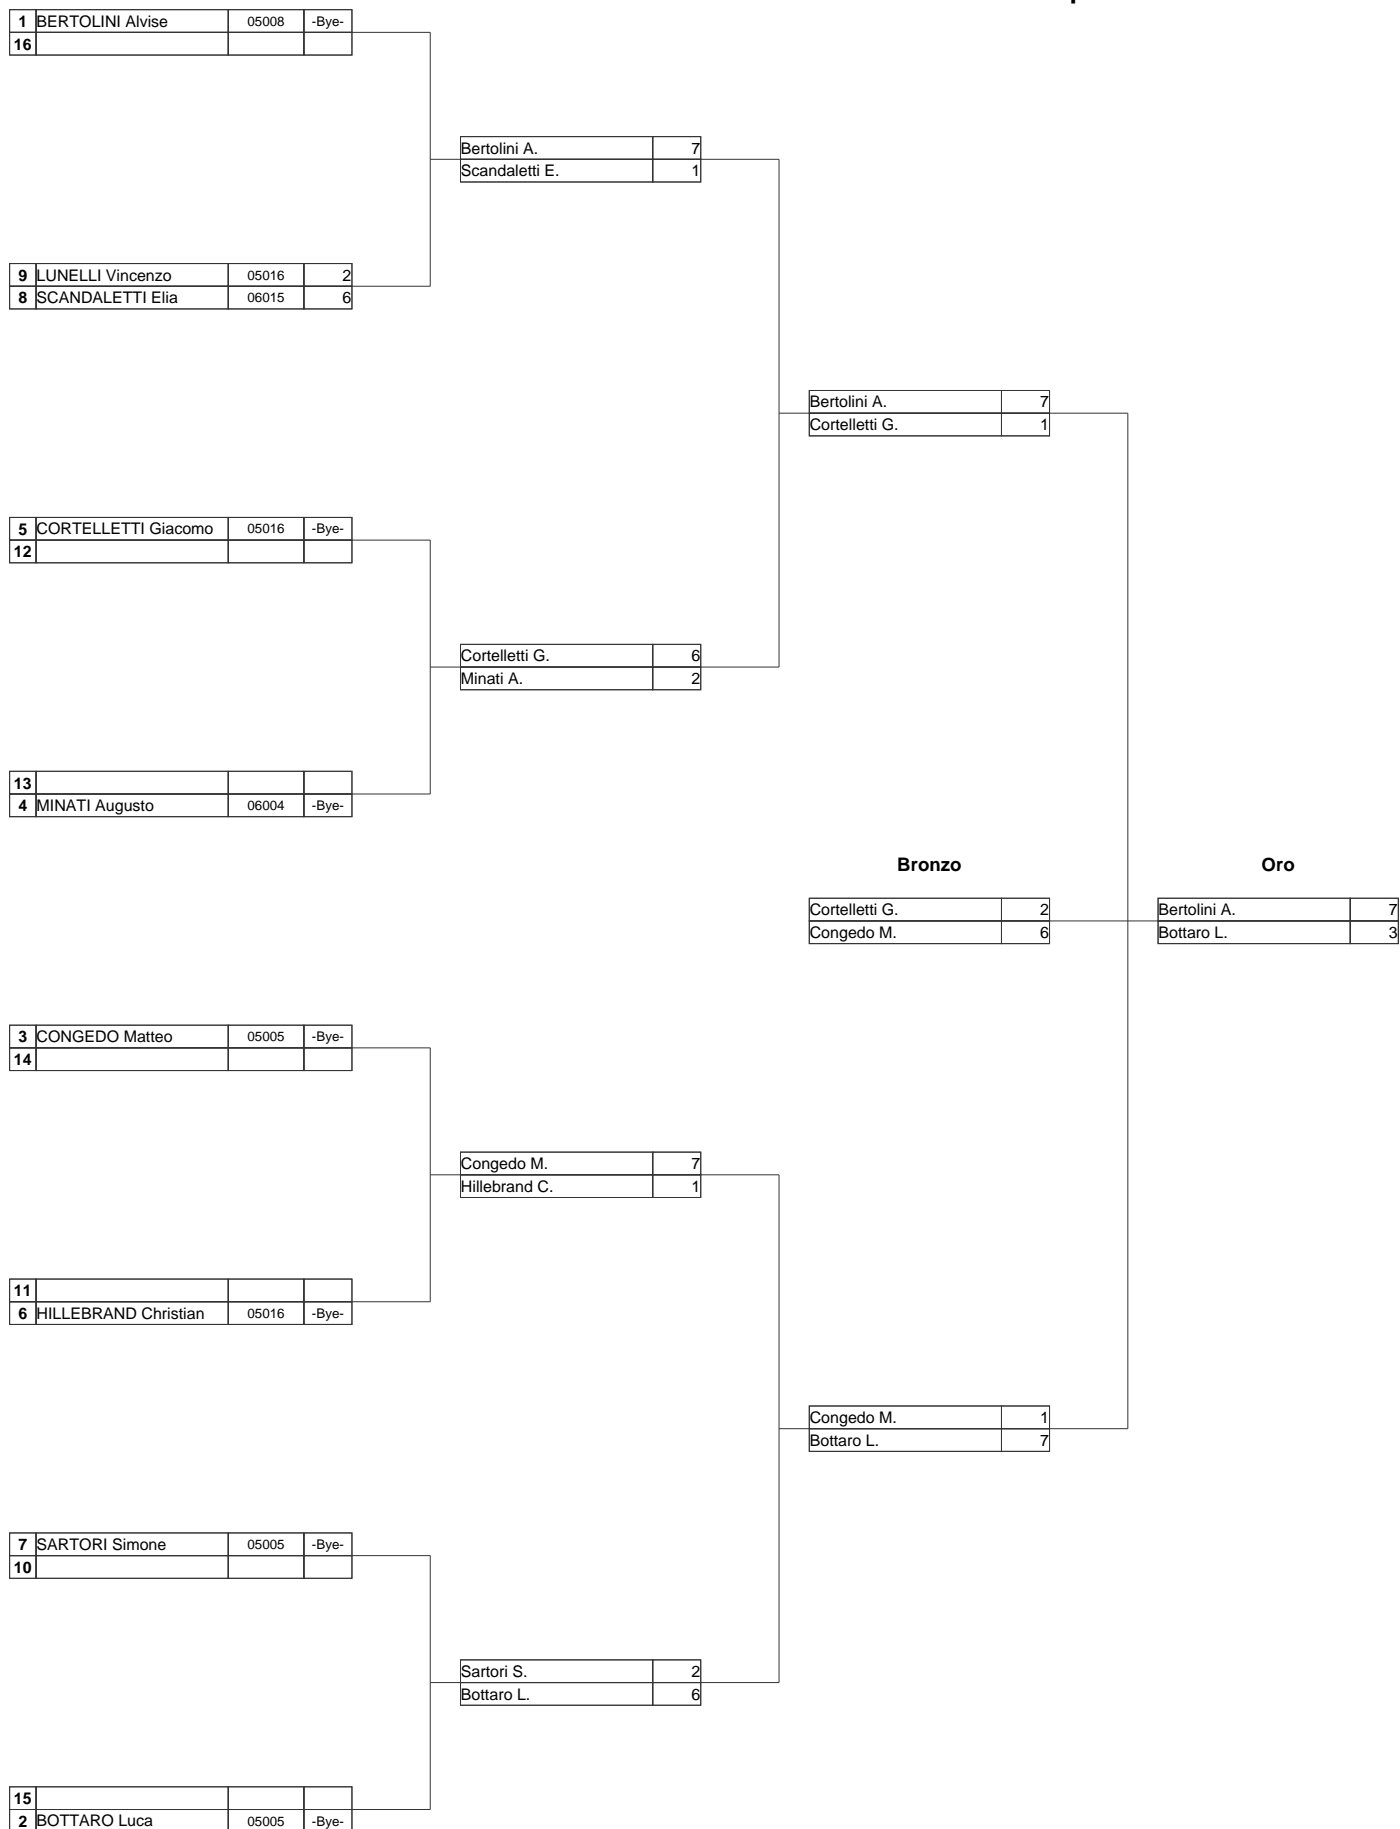 1 BERTOLINI Alvise 05008 -Bye-
16
Bertolini A. 7
Scandaletti E. 1
9 LUNELLI Vincenzo 05016 2
8 SCANDALETTI Elia 06015 6
Bertolini A. 7
Cortelletti G. 1
5 CORTELLETTI Giacomo 05016 -Bye-
12
Cortelletti G. 6
Minati A. 2
13
4 MINATI Augusto 06004 -Bye-
Bronzo Oro
Cortelletti G. 2 Bertolini A. 7
Congedo M. 6 Bottaro L. 3
3 CONGEDO Matteo 05005 -Bye-
14
Congedo M. 7
Hillebrand C. 1
11
6 HILLEBRAND Christian 05016 -Bye-
Congedo M. 1
Bottaro L. 7
7 SARTORI Simone 05005 -Bye-
10
Sartori S. 2
Bottaro L. 6
15
2 BOTTARO Luca 05005 -Bye-